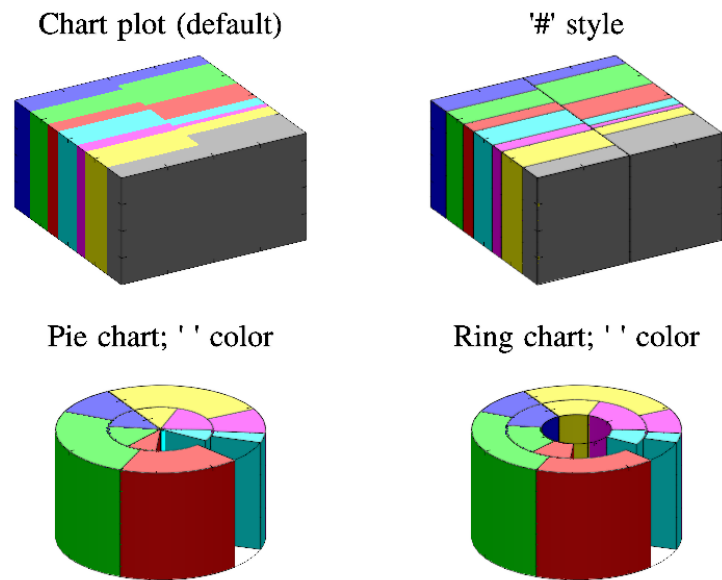 Chart plot (default)
'#' style
Pie chart; ' ' color
Ring chart; ' ' color